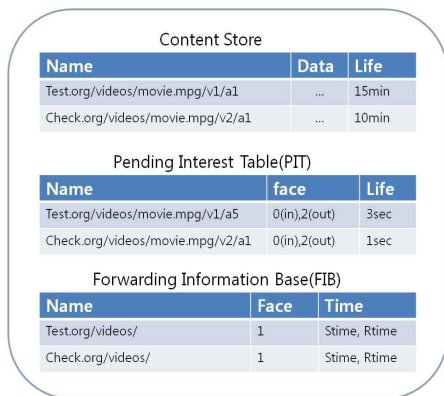 Content Store
Name Data Life
Test.org/videos/movie.mpg/v1/a1 ... 15min
Check.org/videos/movie.mpg/v2/a1 ... 10min
Pending Interest Table(PIT)
Name face Life
Test.org/videos/movie.mpg/v1/a5 0(in),2(out) 3sec
Check.org/videos/movie.mpg/v2/a1 0(in),2(out) 1sec
Forwarding Information Base(FIB)
Name Face Time
Test.org/videos/ 1 Stime, Rtime
Check.org/videos/ 1 Stime, Rtime